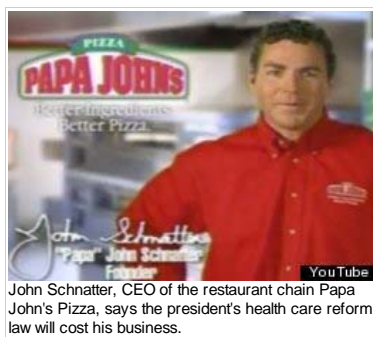 PIZZA
PAPA JOHNS
Better Ingredients.
Better Pizza.
John Schnatter
"Papa" John Schnatter
Founder
YouTube
John Schnatter, CEO of the restaurant chain Papa
John's Pizza, says the president's health care reform
law will cost his business.